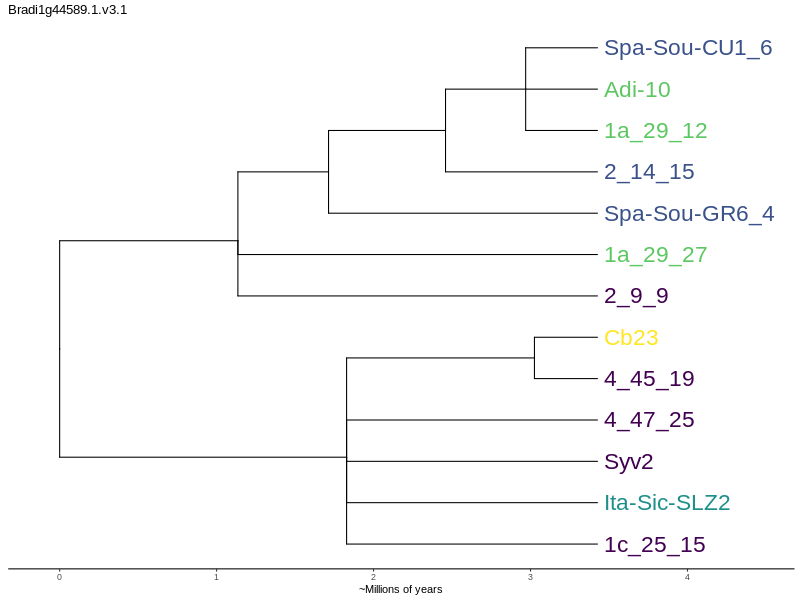 Bradi1g44589.1.v3.1
Spa-Sou-CU1_6
Adi-10
1a_29_12
2_14_15
Spa-Sou-GR6_4
1a_29_27
2_9_9
Cb23
4_45_19
4_47_25
Syv2
Ita-Sic-SLZ2
1c_25_15
0 1 2 3 4
~Millions of years